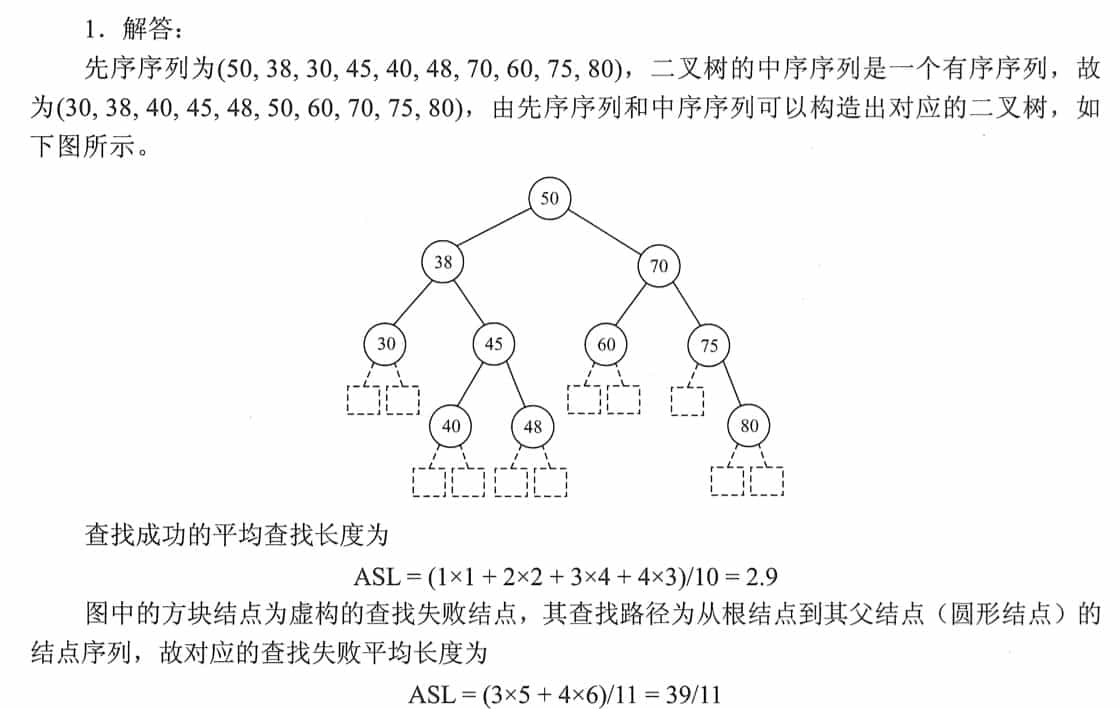 1．解答：
先序序列为(50, 38, 30, 45, 40, 48, 70, 60, 75, 80)，二叉树的中序序列是一个有序序列，故
为(30, 38, 40, 45, 48, 50, 60, 70, 75, 80)，由先序序列和中序序列可以构造出对应的二叉树，如
下图所示。
50
38
70
30
45
60
75
40
48
80
查找成功的平均查找长度为
ASL = (1×1 + 2×2 + 3×4 + 4×3)/10 = 2.9
图中的方块结点为虚构的查找失败结点，其查找路径为从根结点到其父结点（圆形结点）的
结点序列，故对应的查找失败平均长度为
ASL = (3×5 + 4×6)/11 = 39/11